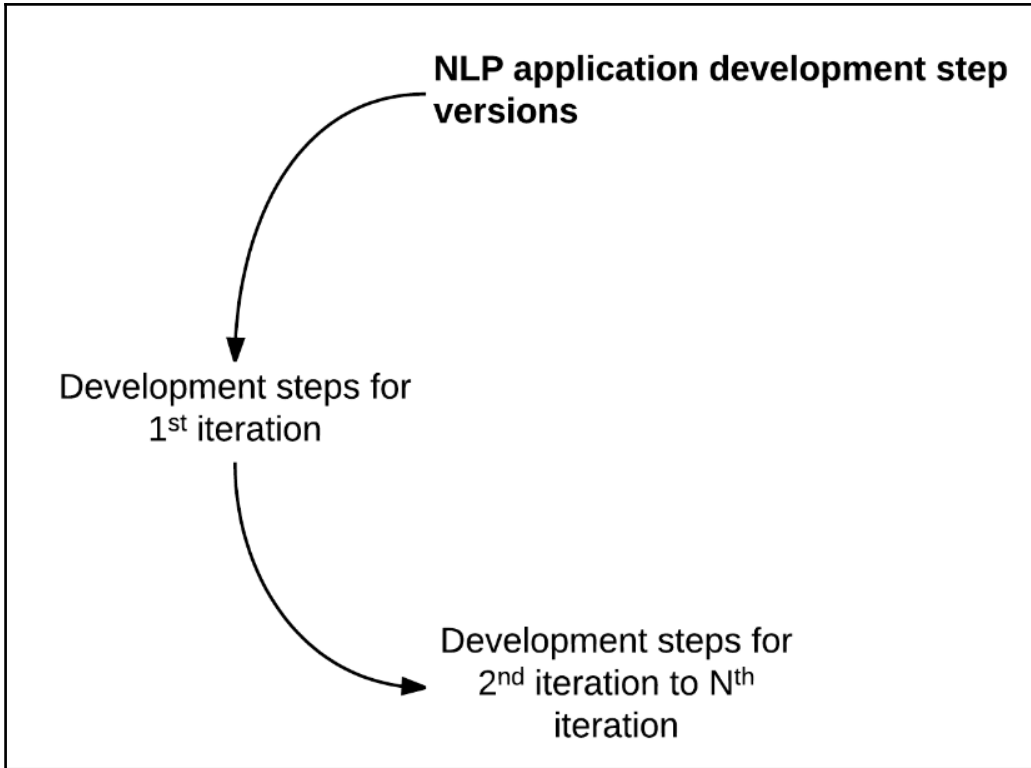 NLP application development step
versions
Development steps for
1st iteration
Development steps for
2nd iteration to Nth
iteration